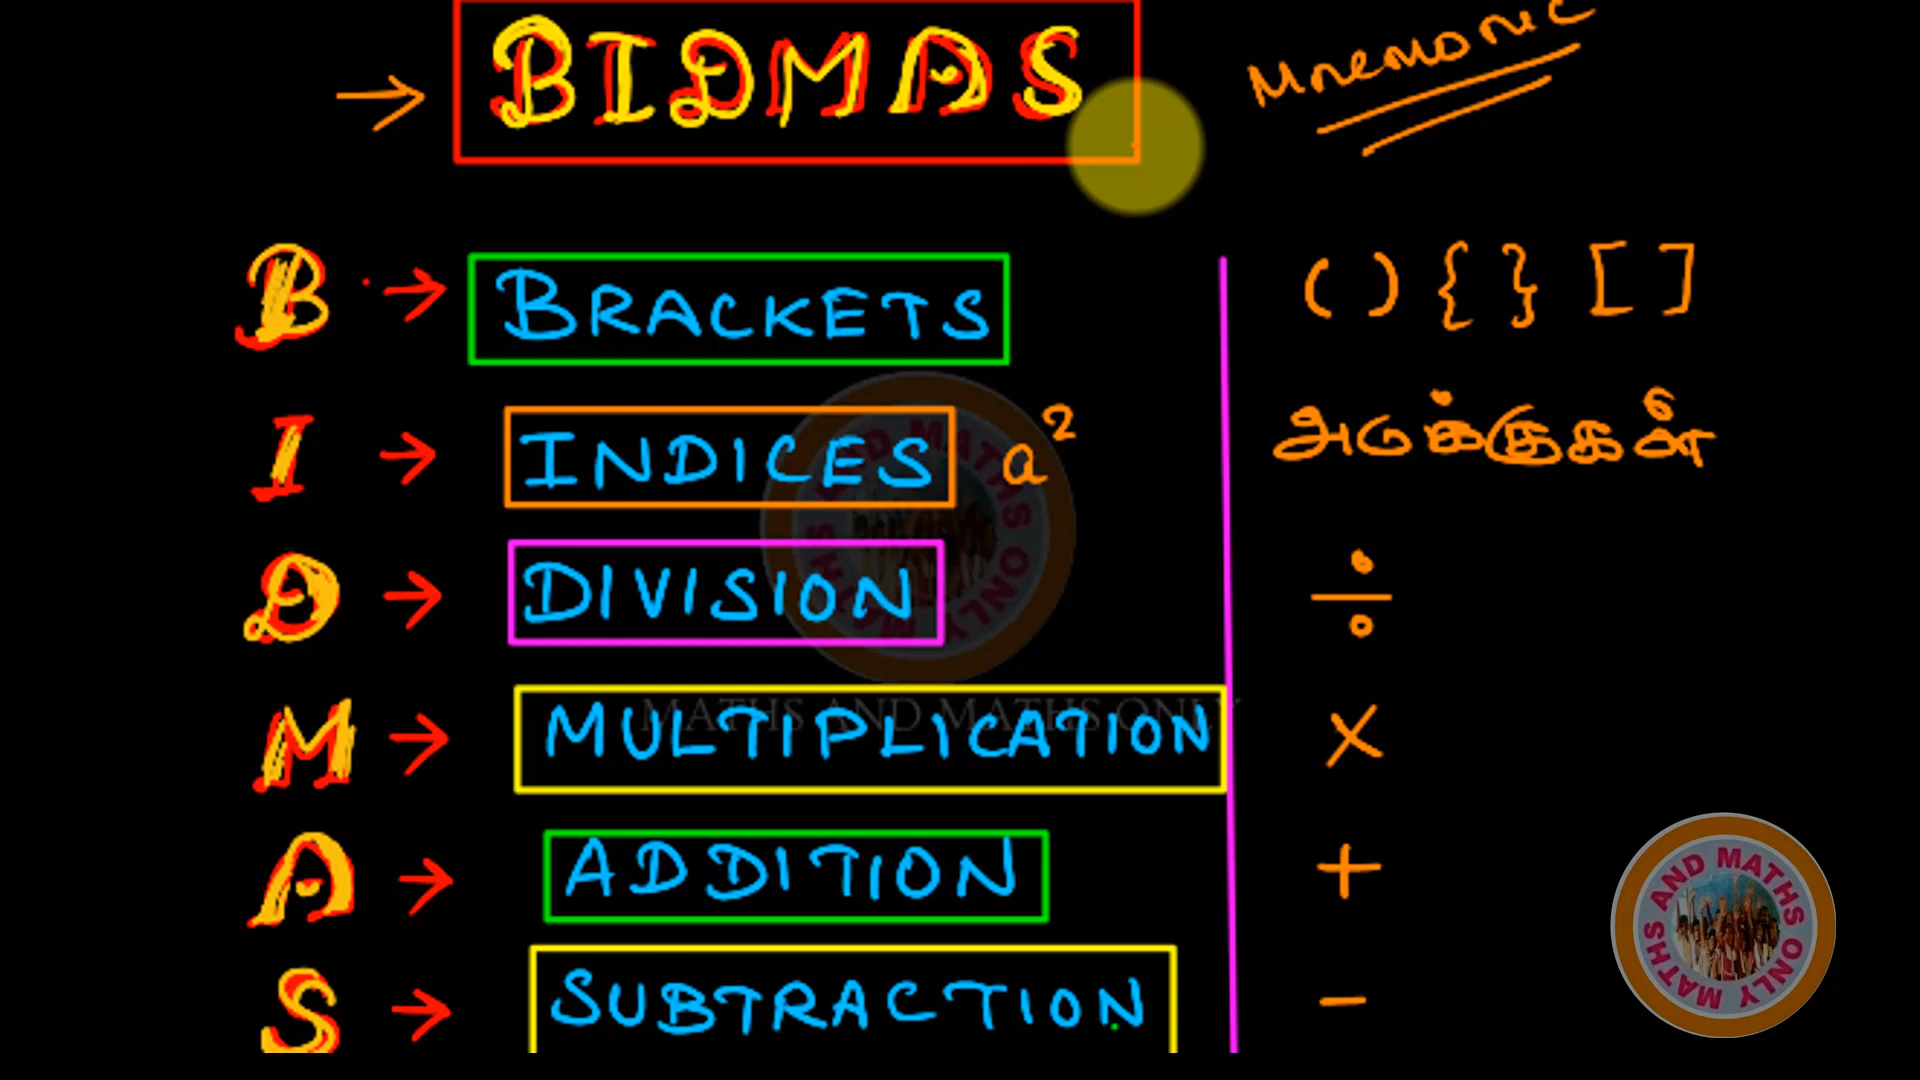 → BIDMAS Mnemonic
B → BRACKETS ( ) { } [ ]
I → INDICES a² அடுக்குகள்
D → DIVISION ÷
M → MULTIPLICATION ×
MATHS AND MATHS ONLY
A → ADDITION +
S → SUBTRACTION −
MATHS AND MATHS ONLY MATHS